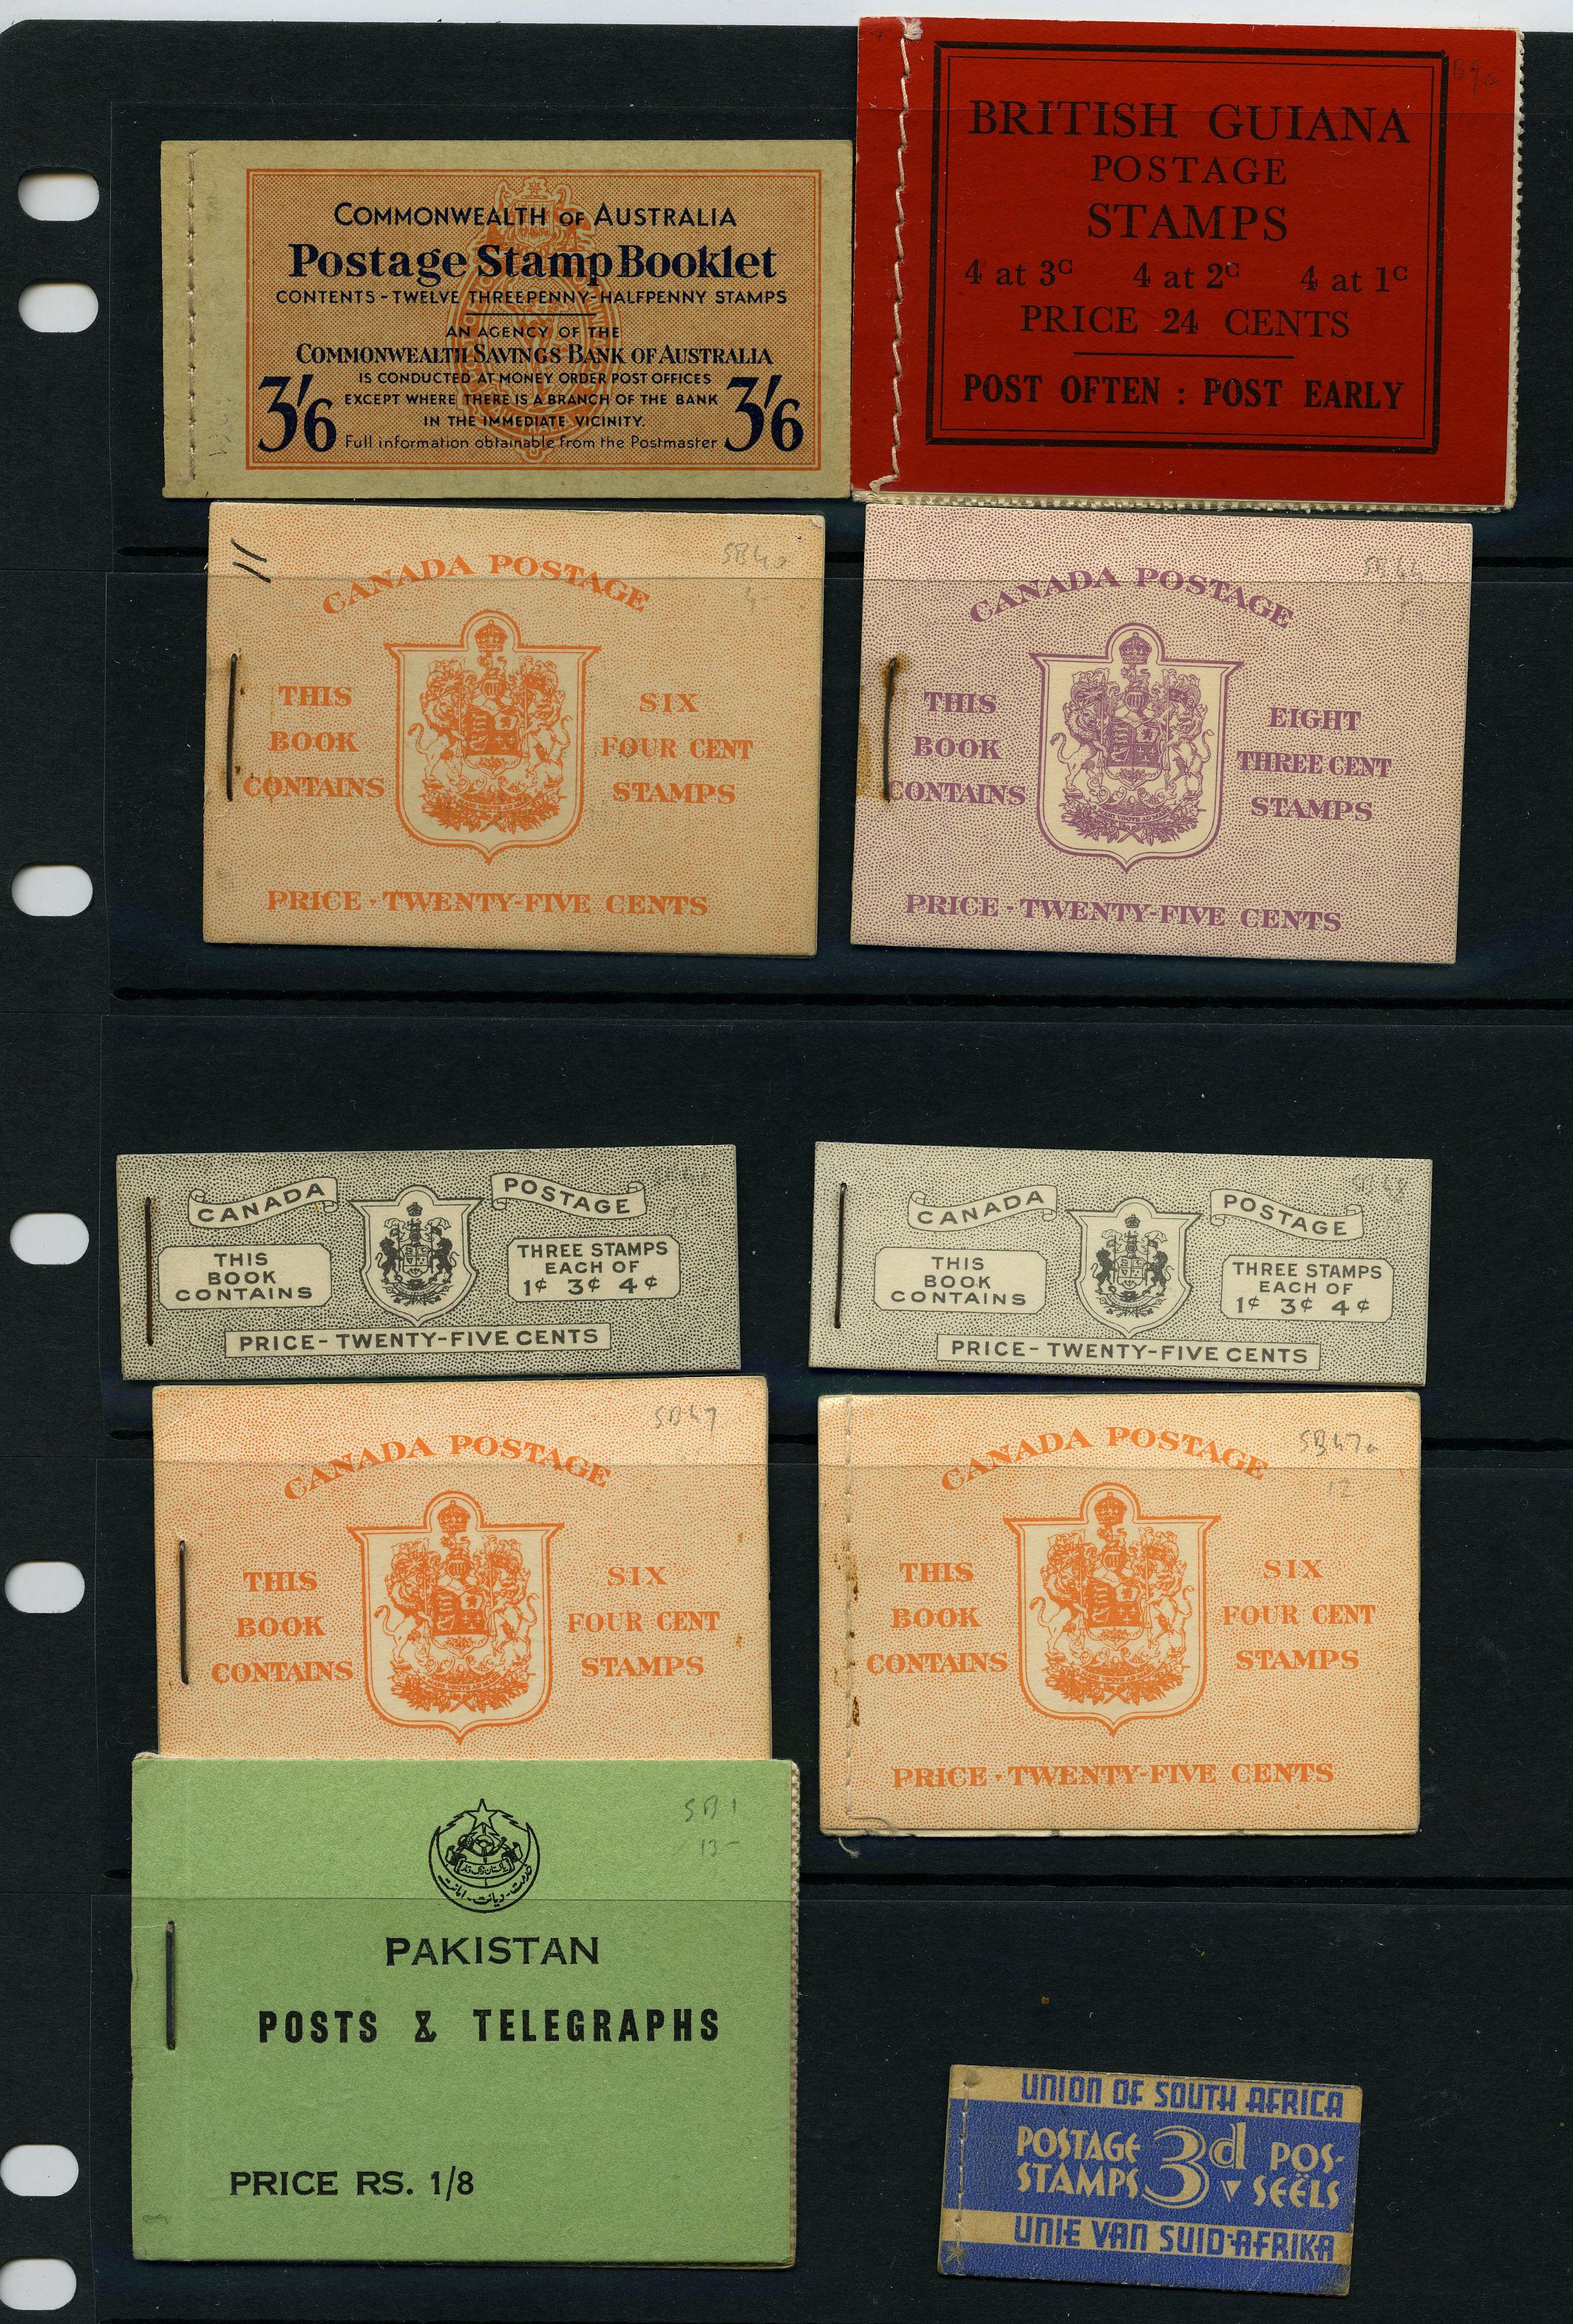 COMMONWEALTH OF AUSTRALIA
Postage Stamp Booklet
CONTENTS - TWELVE THREEPENNY-HALFPENNY STAMPS
AN AGENCY OF THE
COMMONWEALTH SAVINGS BANK OF AUSTRALIA
IS CONDUCTED AT MONEY ORDER POST OFFICES
EXCEPT WHERE THERE IS A BRANCH OF THE BANK
IN THE IMMEDIATE VICINITY.
3/6 Full information obtainable from the Postmaster 3/6
BRITISH GUIANA
POSTAGE
STAMPS
4 at 3c 4 at 2c 4 at 1c
PRICE 24 CENTS
POST OFTEN : POST EARLY
CANADA POSTAGE
THIS
BOOK
CONTAINS
SIX
FOUR CENT
STAMPS
PRICE · TWENTY-FIVE CENTS
CANADA POSTAGE
THIS
BOOK
CONTAINS
EIGHT
THREE CENT
STAMPS
PRICE - TWENTY-FIVE CENTS
CANADA POSTAGE
THIS
BOOK
CONTAINS
THREE STAMPS
EACH OF
1¢ 3¢ 4¢
PRICE - TWENTY-FIVE CENTS
CANADA POSTAGE
THIS
BOOK
CONTAINS
THREE STAMPS
EACH OF
1¢ 3¢ 4¢
PRICE - TWENTY-FIVE CENTS
SB47
CANADA POSTAGE
THIS
BOOK
CONTAINS
SIX
FOUR CENT
STAMPS
SB47a
12
CANADA POSTAGE
THIS
BOOK
CONTAINS
SIX
FOUR CENT
STAMPS
PRICE · TWENTY-FIVE CENTS
SB1
13-
خدمت - ديانت - امانت
PAKISTAN
POSTS & TELEGRAPHS
PRICE RS. 1/8
UNION OF SOUTH AFRICA
POSTAGE STAMPS 3d POS-SEËLS
UNIE VAN SUID-AFRIKA